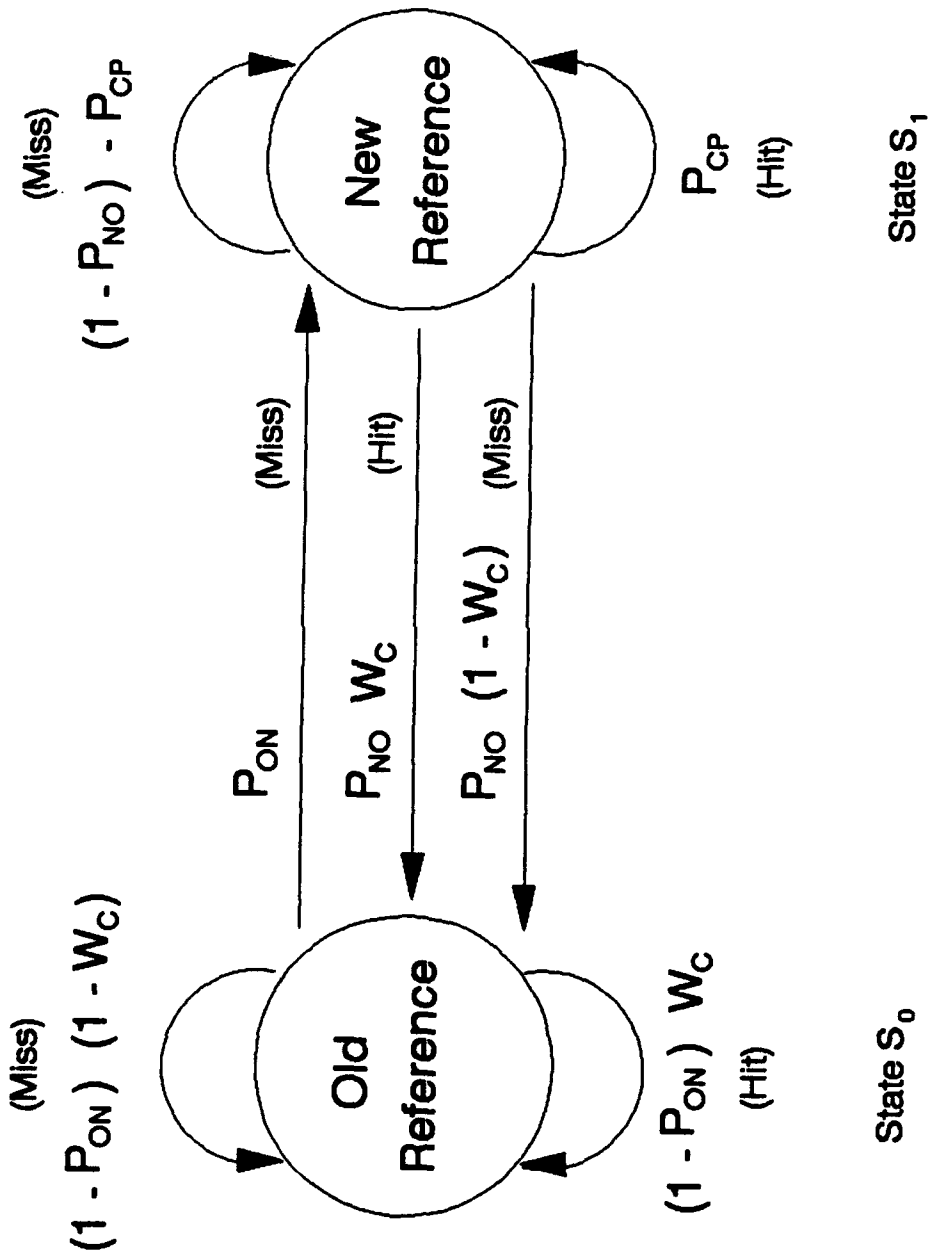 (Miss)
(1 - P_ON) (1 - W_C)
Old
Reference
(1 - P_ON) W_C
(Hit)
State S_0
P_ON (Miss)
P_NO W_C (Hit)
P_NO (1 - W_C) (Miss)
(Miss)
(1 - P_NO) - P_CP
New
Reference
P_CP
(Hit)
State S_1